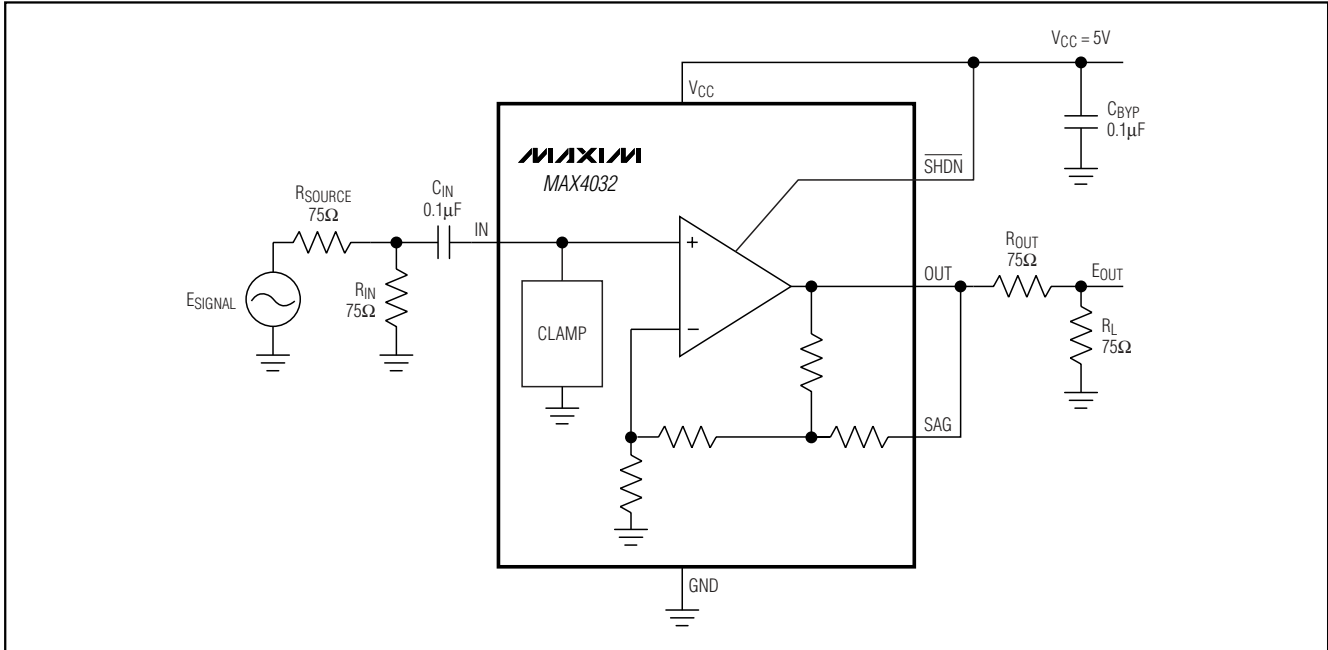 VCC = 5V
VCC
CBYP
0.1µF
MAXIM
MAX4032
SHDN
RSOURCE
75Ω
CIN
0.1µF
IN
+
ROUT
75Ω
OUT
EOUT
RIN
75Ω
ESIGNAL
CLAMP
−
RL
75Ω
SAG
GND